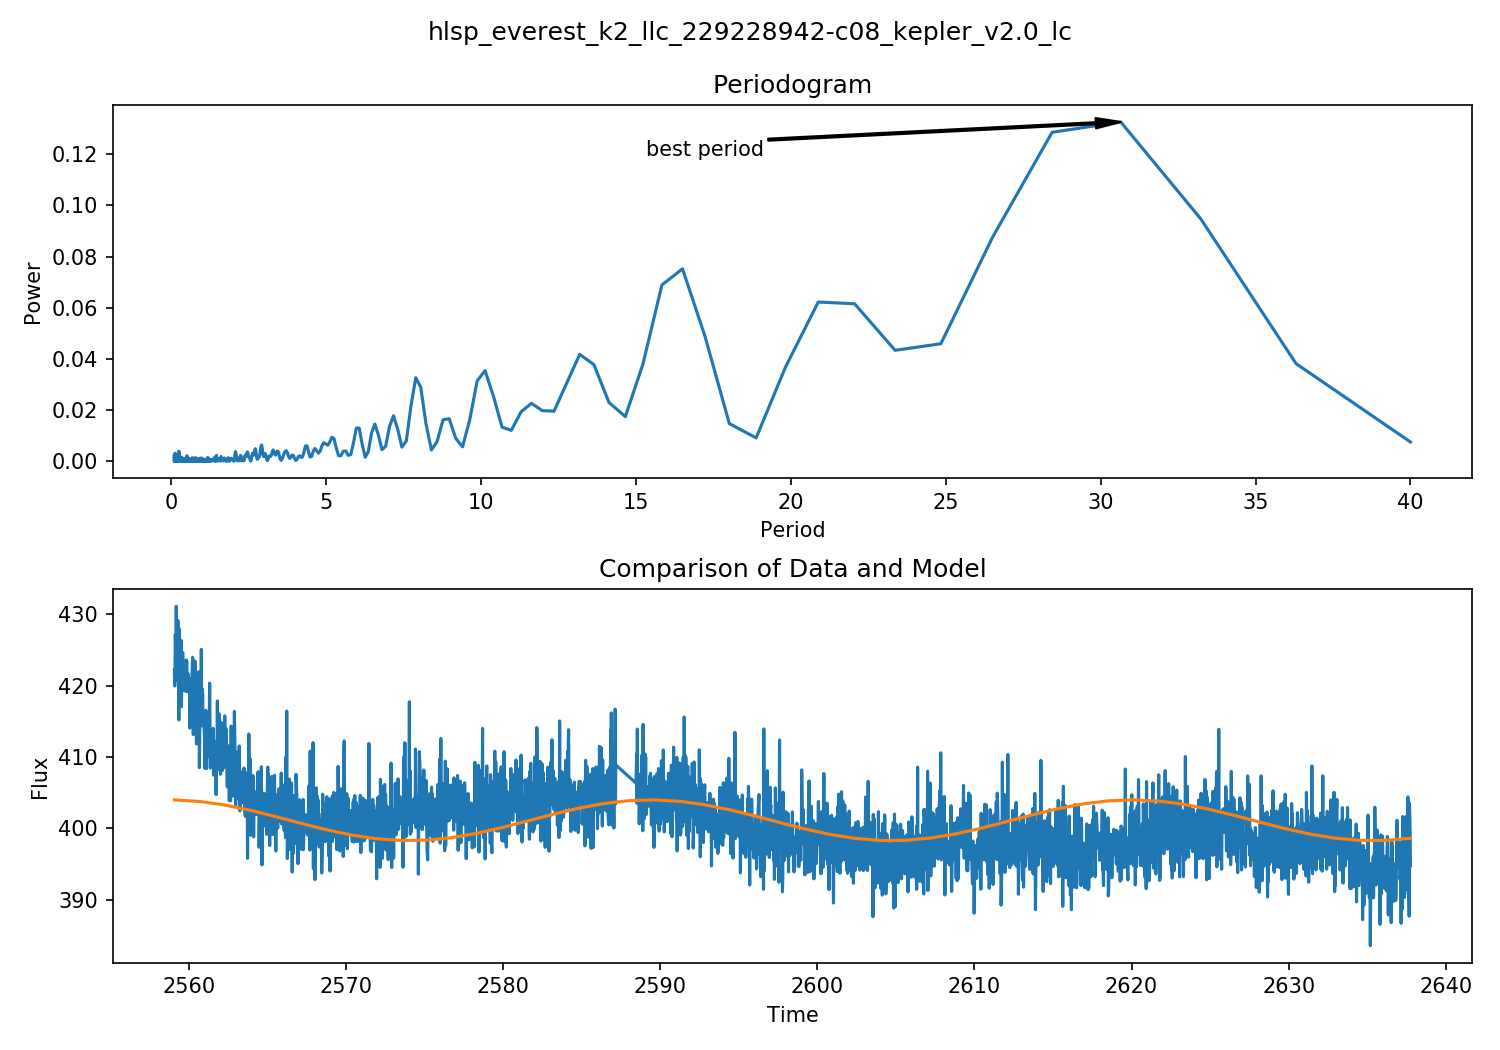 hlsp_everest_k2_llc_229228942-c08_kepler_v2.0_lc
Periodogram
best period
0.12
0.10
0.08
0.06
0.04
0.02
0.00
Power
0 5 10 15 20 25 30 35 40
Period
Comparison of Data and Model
430
420
410
400
390
Flux
2560 2570 2580 2590 2600 2610 2620 2630 2640
Time